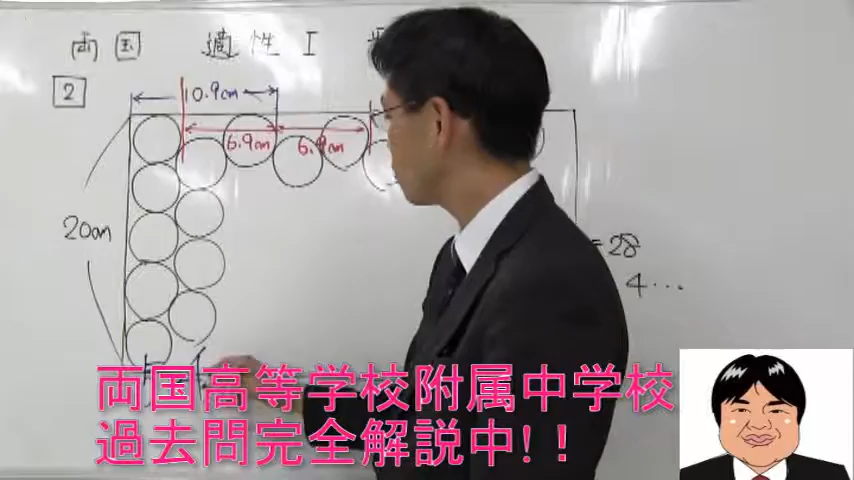 両国 適性 I
2
10.9cm
6.9cm 6.9cm
20cm
= 28
4…
両国高等学校附属中学校
過去問完全解説中!!